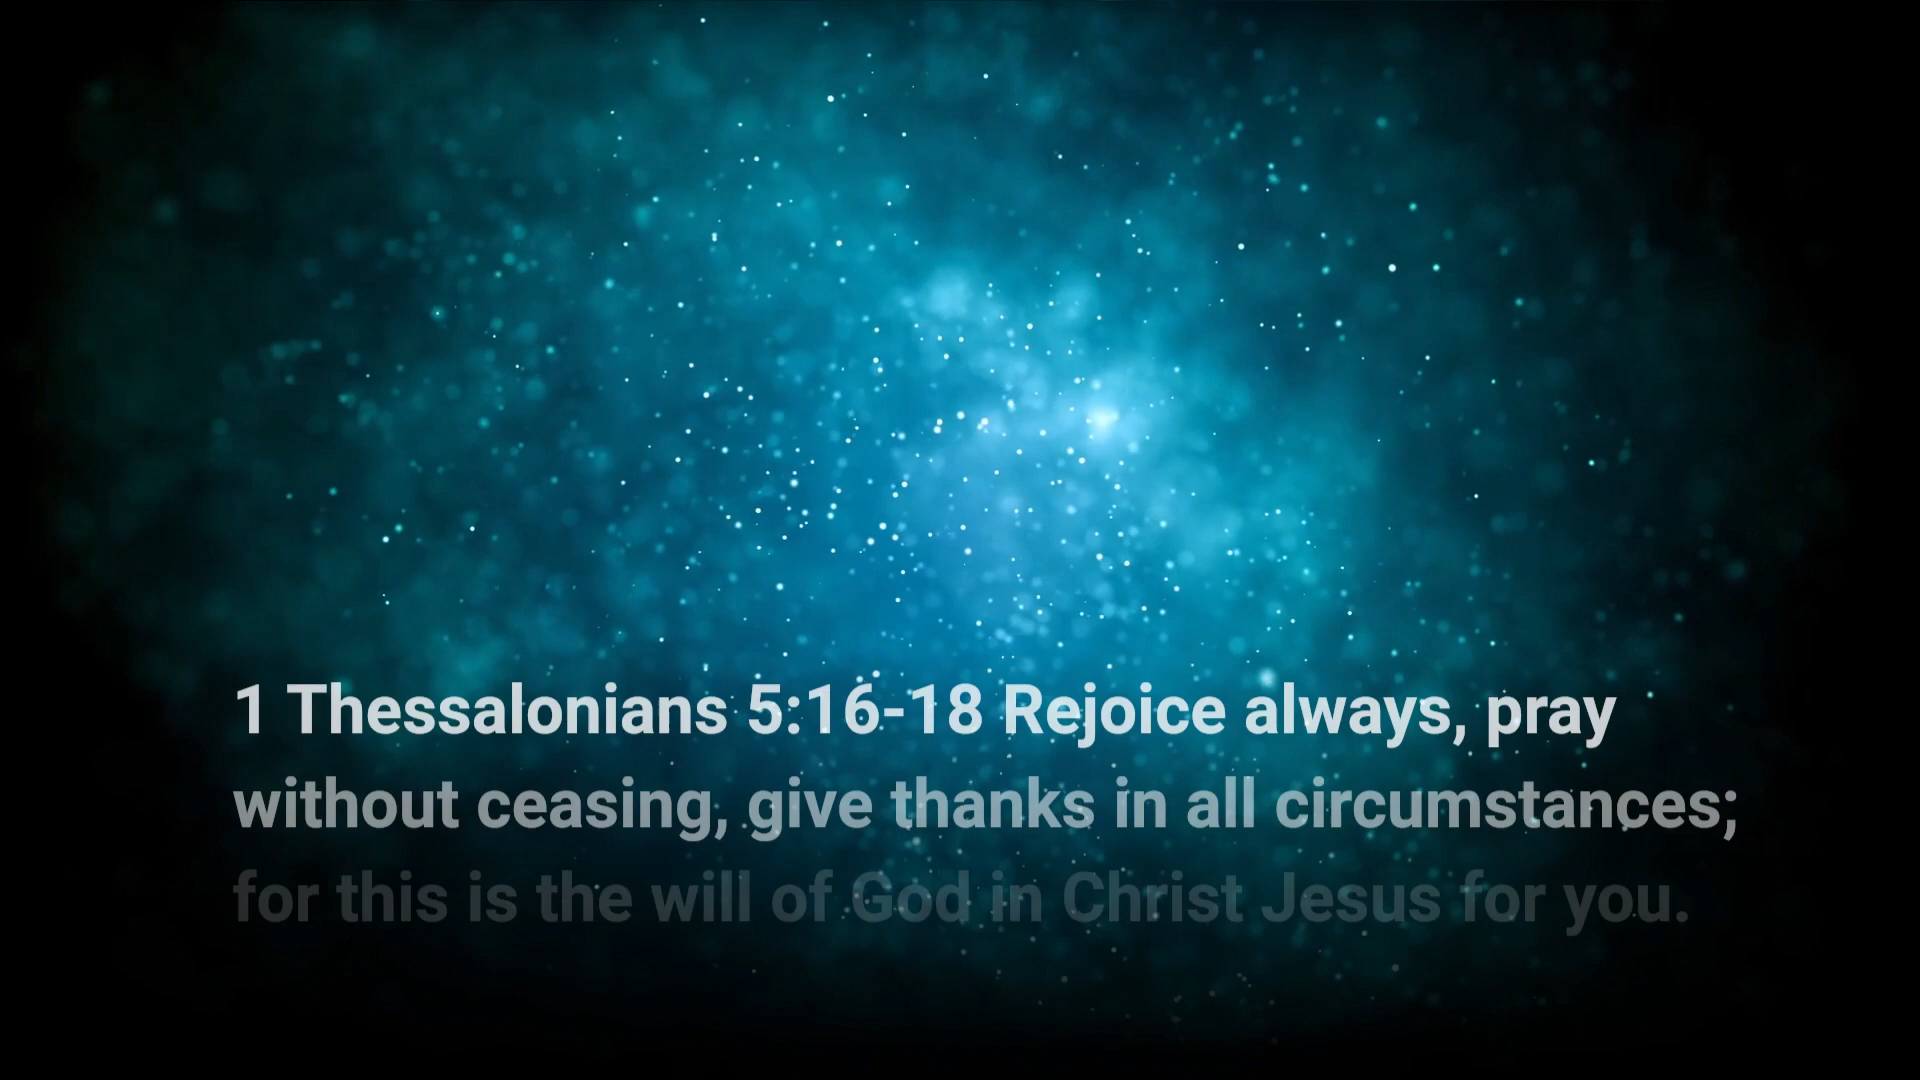 1 Thessalonians 5:16-18 Rejoice always, pray
without ceasing, give thanks in all circumstances;
for this is the will of God in Christ Jesus for you.